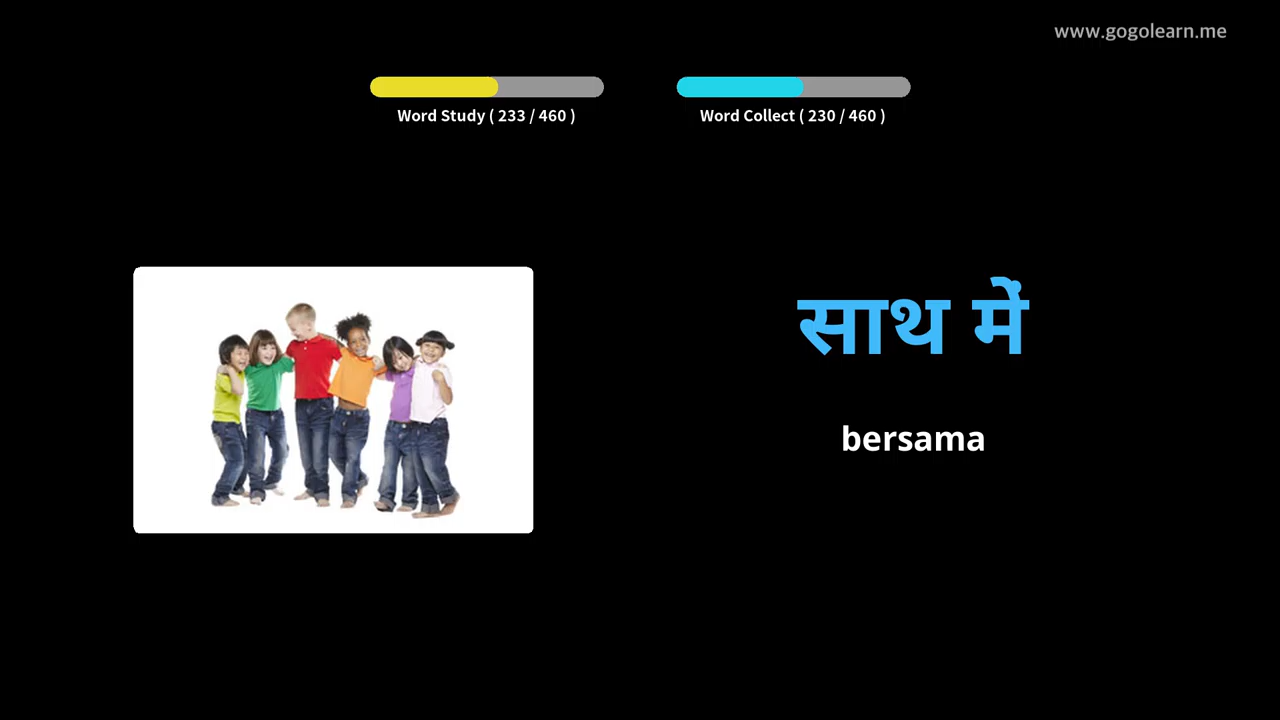 www.gogolearn.me
Word Study ( 233 / 460 )
Word Collect ( 230 / 460 )
साथ में
bersama